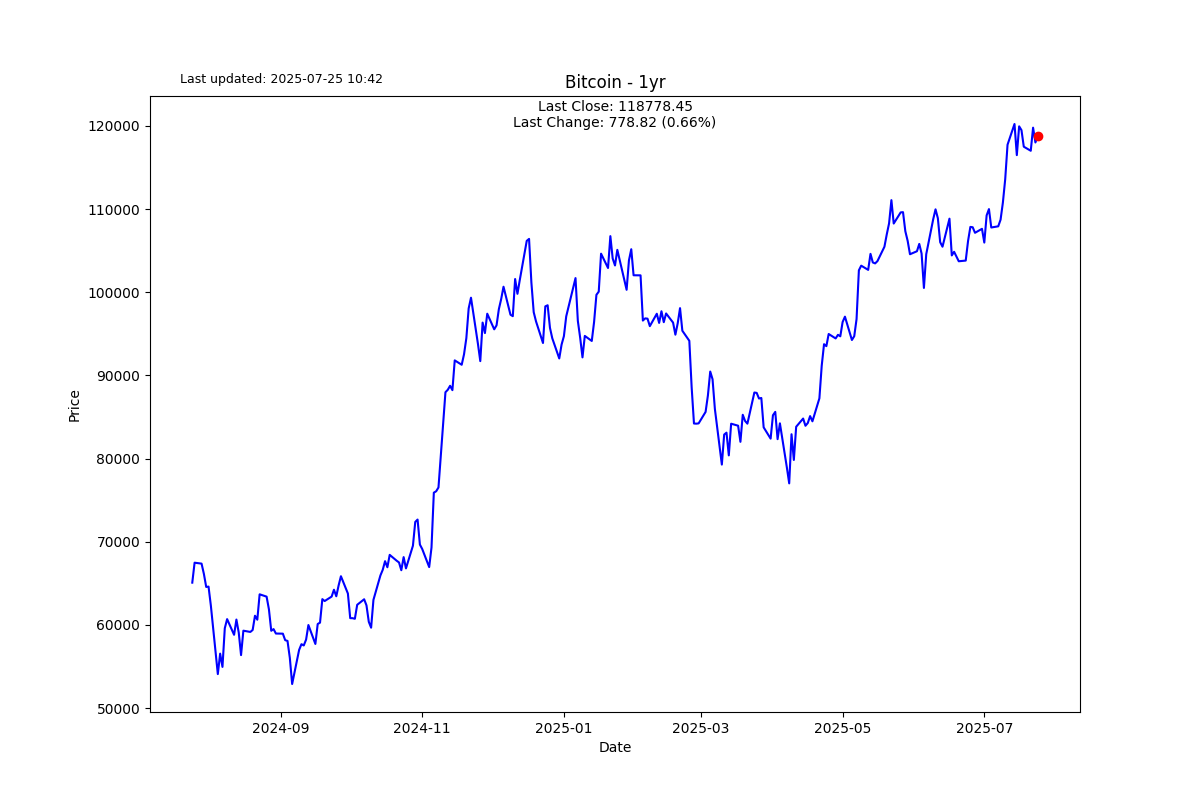 Last updated: 2025-07-25 10:42
Bitcoin - 1yr
Last Close: 118778.45
Last Change: 778.82 (0.66%)
120000
110000
100000
90000
80000
70000
60000
50000
Price
2024-09
2024-11
2025-01
2025-03
2025-05
2025-07
Date